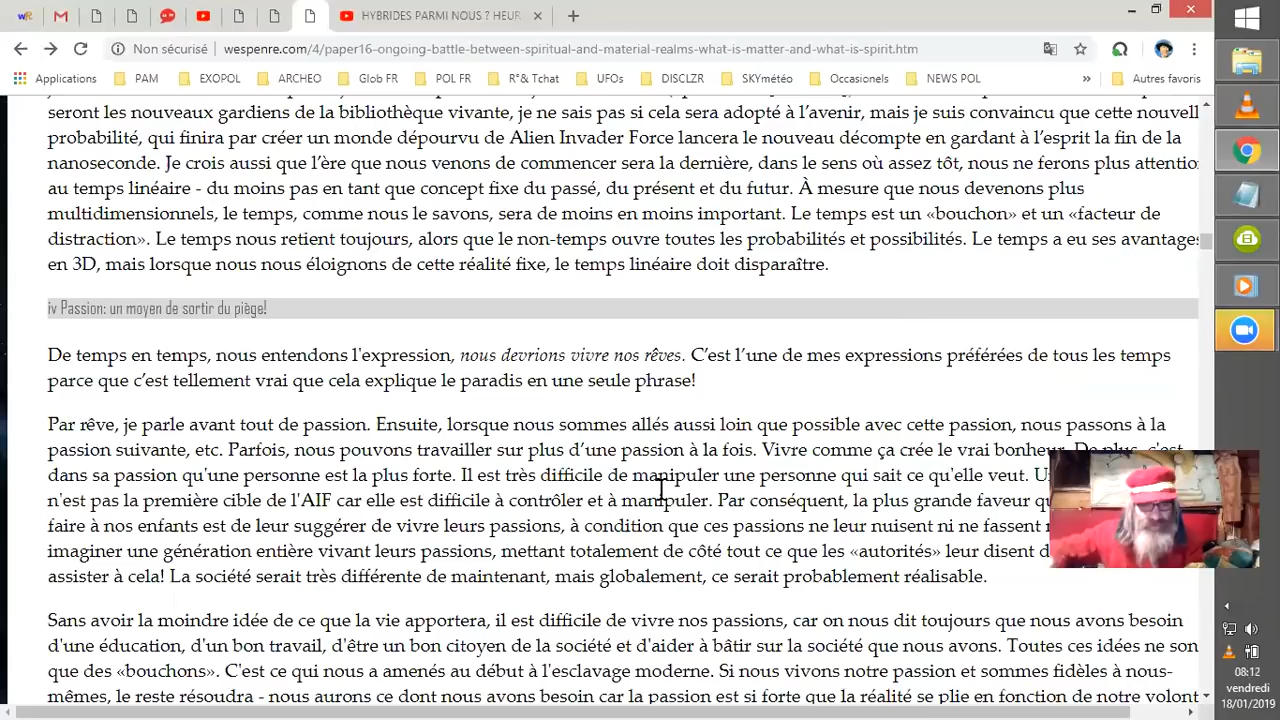 HYBRIDES PARMI NOUS ? HEUR
Non sécurisé wespenre.com/4/paper16-ongoing-battle-between-spiritual-and-material-realms-what-is-matter-and-what-is-spirit.htm
Applications PAM EXOPOL ARCHEO Glob FR POL FR R°& Tchat UFOs DISCLZR SKYmétéo Occasionels NEWS POL » Autres favoris
seront les nouveaux gardiens de la bibliothèque vivante, je ne sais pas si cela sera adopté à l'avenir, mais je suis convaincu que cette nouvell
probabilité, qui finira par créer un monde dépourvu de Alien Invader Force lancera le nouveau décompte en gardant à l'esprit la fin de la
nanoseconde. Je crois aussi que l'ère que nous venons de commencer sera la dernière, dans le sens où assez tôt, nous ne ferons plus attentio
au temps linéaire - du moins pas en tant que concept fixe du passé, du présent et du futur. À mesure que nous devenons plus
multidimensionnels, le temps, comme nous le savons, sera de moins en moins important. Le temps est un «bouchon» et un «facteur de
distraction». Le temps nous retient toujours, alors que le non-temps ouvre toutes les probabilités et possibilités. Le temps a eu ses avantages
en 3D, mais lorsque nous nous éloignons de cette réalité fixe, le temps linéaire doit disparaître.
iv Passion: un moyen de sortir du piège!
De temps en temps, nous entendons l'expression, nous devrions vivre nos rêves. C'est l'une de mes expressions préférées de tous les temps
parce que c'est tellement vrai que cela explique le paradis en une seule phrase!
Par rêve, je parle avant tout de passion. Ensuite, lorsque nous sommes allés aussi loin que possible avec cette passion, nous passons à la
passion suivante, etc. Parfois, nous pouvons travailler sur plus d'une passion à la fois. Vivre comme ça crée le vrai bonheur. De plus, c'est
dans sa passion qu'une personne est la plus forte. Il est très difficile de manipuler une personne qui sait ce qu'elle veut.
n'est pas la première cible de l'AIF car elle est difficile à contrôler et à manipuler. Par conséquent, la plus grande faveur
faire à nos enfants est de leur suggérer de vivre leurs passions, à condition que ces passions ne leur nuisent ni ne fassent
imaginer une génération entière vivant leurs passions, mettant totalement de côté tout ce que les «autorités» leur disent
assister à cela! La société serait très différente de maintenant, mais globalement, ce serait probablement réalisable.
Sans avoir la moindre idée de ce que la vie apportera, il est difficile de vivre nos passions, car on nous dit toujours que nous avons besoin
d'une éducation, d'un bon travail, d'être un bon citoyen de la société et d'aider à bâtir sur la société que nous avons. Toutes ces idées ne son
que des «bouchons». C'est ce qui nous a amenés au début à l'esclavage moderne. Si nous vivons notre passion et sommes fidèles à nous-
mêmes, le reste résoudra - nous aurons ce dont nous avons besoin car la passion est si forte que la réalité se plie en fonction de notre volont
08:12
vendredi
18/01/2019